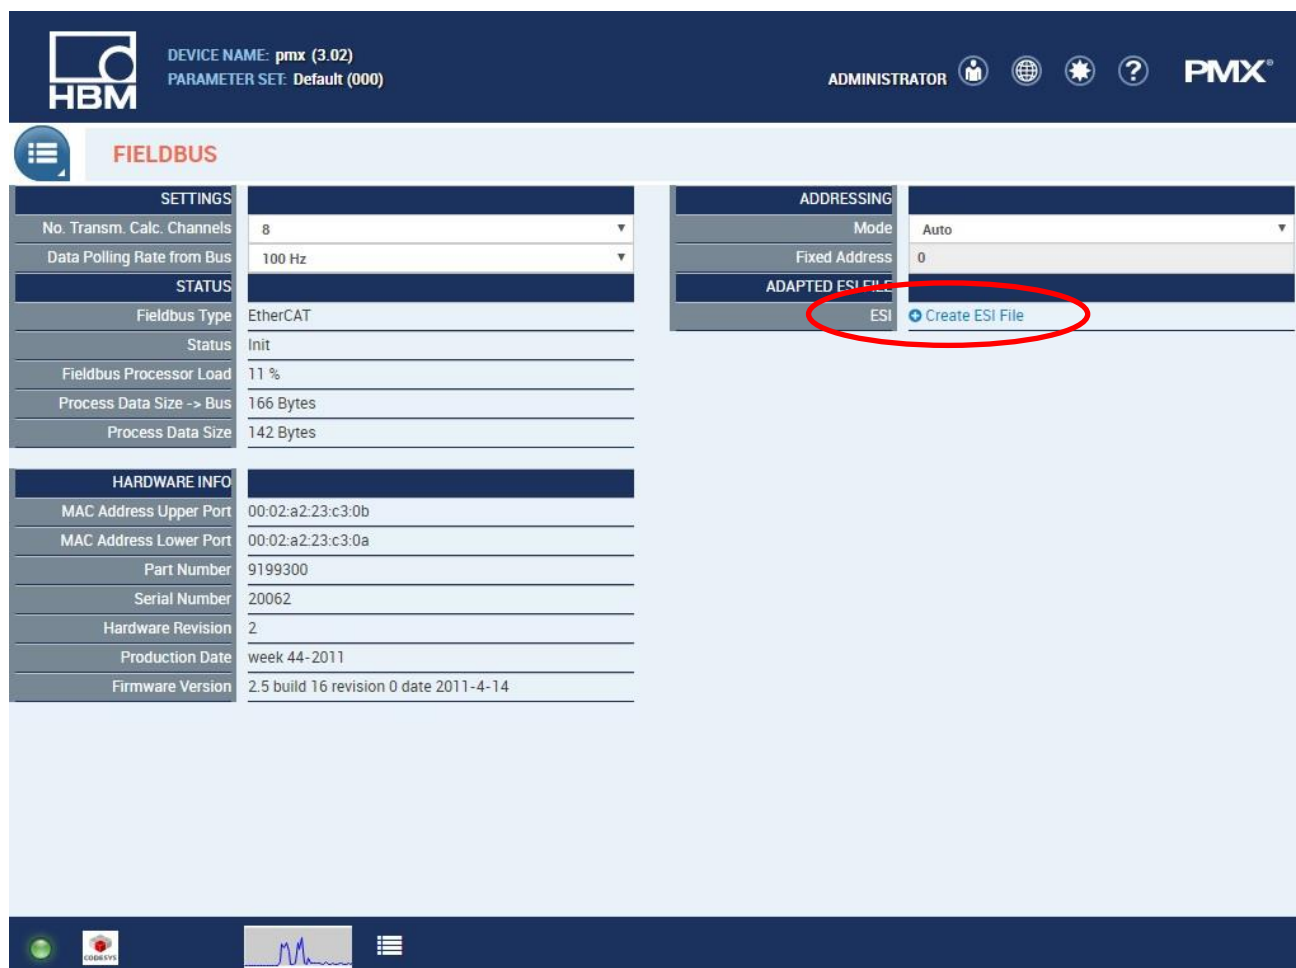 HBM
DEVICE NAME: pmx (3.02)
PARAMETER SET: Default (000)
ADMINISTRATOR
?
PMX®
FIELDBUS
SETTINGS
No. Transm. Calc. Channels 8
Data Polling Rate from Bus 100 Hz
STATUS
Fieldbus Type EtherCAT
Status Init
Fieldbus Processor Load 11 %
Process Data Size -> Bus 166 Bytes
Process Data Size 142 Bytes
HARDWARE INFO
MAC Address Upper Port 00:02:a2:23:c3:0b
MAC Address Lower Port 00:02:a2:23:c3:0a
Part Number 9199300
Serial Number 20062
Hardware Revision 2
Production Date week 44-2011
Firmware Version 2.5 build 16 revision 0 date 2011-4-14
ADDRESSING
Mode Auto
Fixed Address 0
ADAPTED ESI FILE
ESI Create ESI File
CODESYS